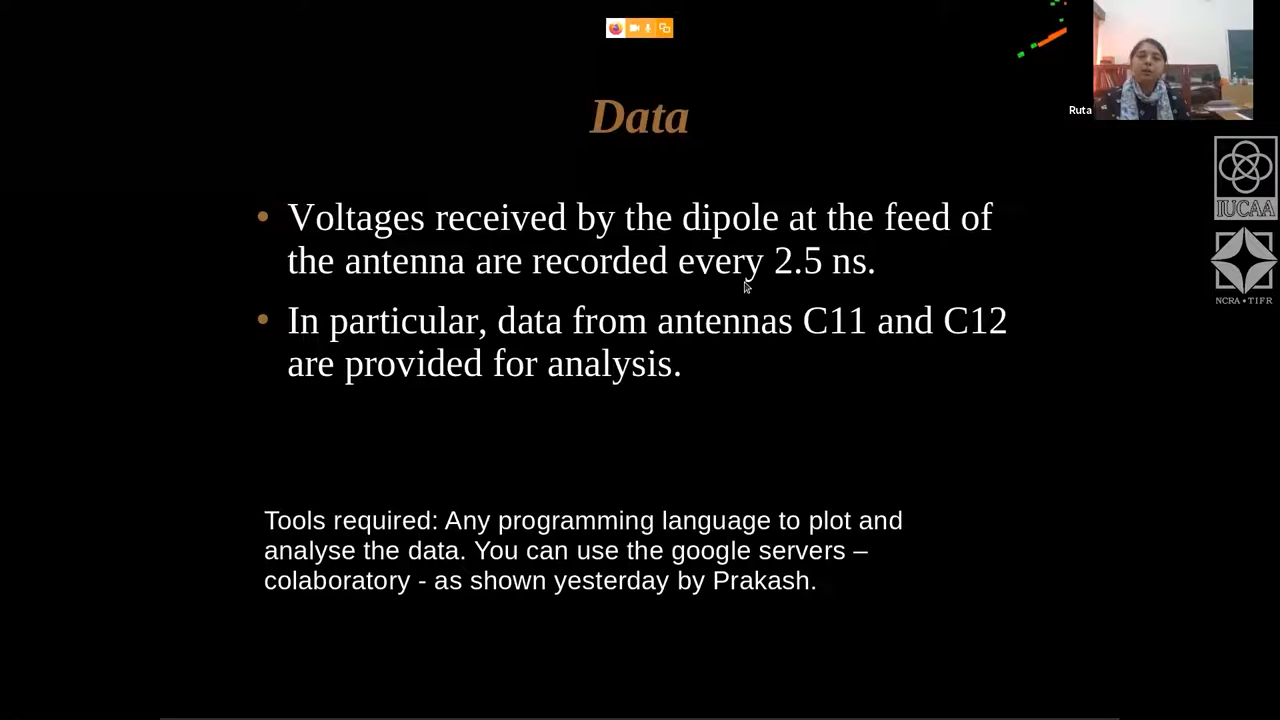 Data
Ruta
• Voltages received by the dipole at the feed of
the antenna are recorded every 2.5 ns.
• In particular, data from antennas C11 and C12
are provided for analysis.
Tools required: Any programming language to plot and
analyse the data. You can use the google servers –
colaboratory - as shown yesterday by Prakash.
IUCAA
NCRA • TIFR